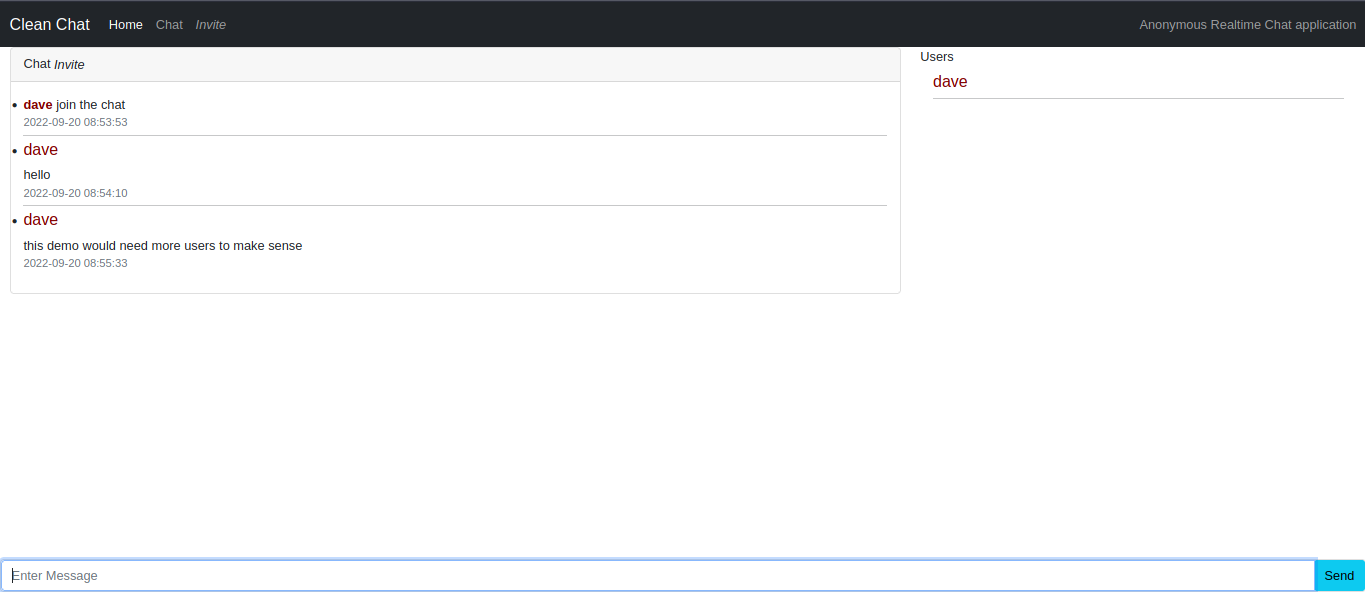 Clean Chat Home Chat Invite Anonymous Realtime Chat application
Chat Invite
dave join the chat
2022-09-20 08:53:53
dave
hello
2022-09-20 08:54:10
dave
this demo would need more users to make sense
2022-09-20 08:55:33
Users
dave
Enter Message
Send